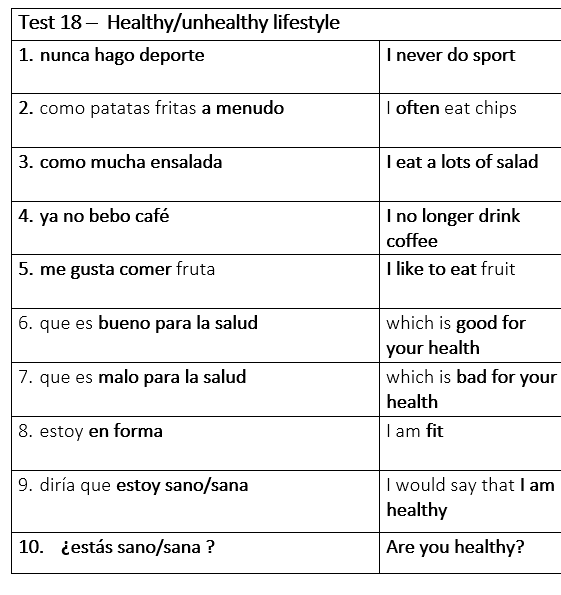 Test 18 – Healthy/unhealthy lifestyle
1. nunca hago deporte
I never do sport
2. como patatas fritas a menudo
I often eat chips
3. como mucha ensalada
I eat a lots of salad
4. ya no bebo café
I no longer drink
coffee
5. me gusta comer fruta
I like to eat fruit
6. que es bueno para la salud
which is good for
your health
7. que es malo para la salud
which is bad for your
health
8. estoy en forma
I am fit
9. diría que estoy sano/sana
I would say that I am
healthy
10. ¿estás sano/sana ?
Are you healthy?